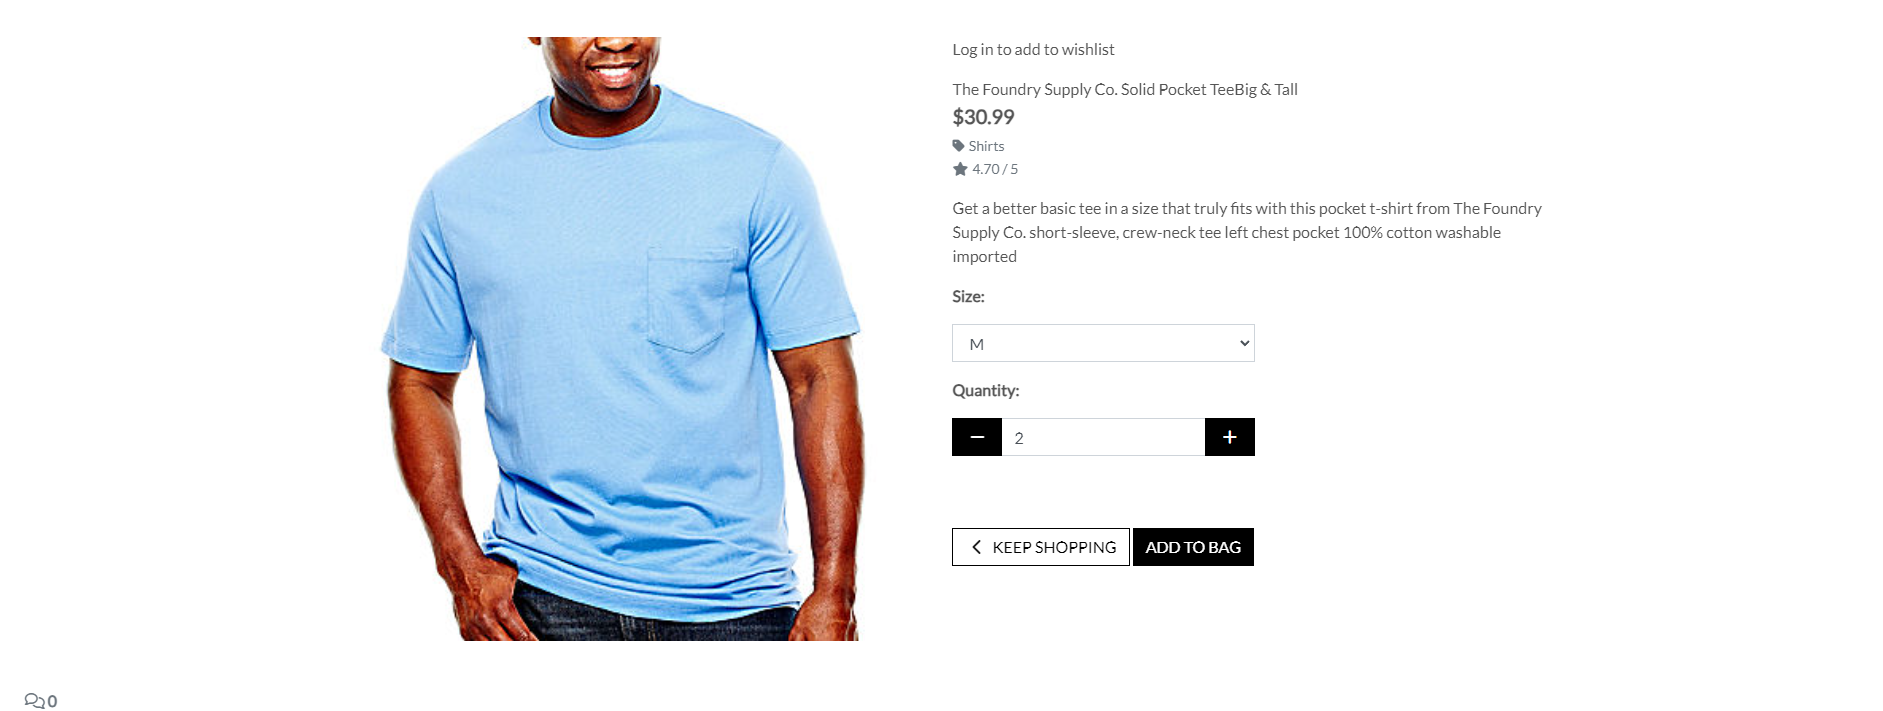 Log in to add to wishlist
The Foundry Supply Co. Solid Pocket TeeBig & Tall
$30.99
Shirts
4.70 / 5
Get a better basic tee in a size that truly fits with this pocket t-shirt from The Foundry
Supply Co. short-sleeve, crew-neck tee left chest pocket 100% cotton washable
imported
Size:
M
Quantity:
2
KEEP SHOPPING
ADD TO BAG
0